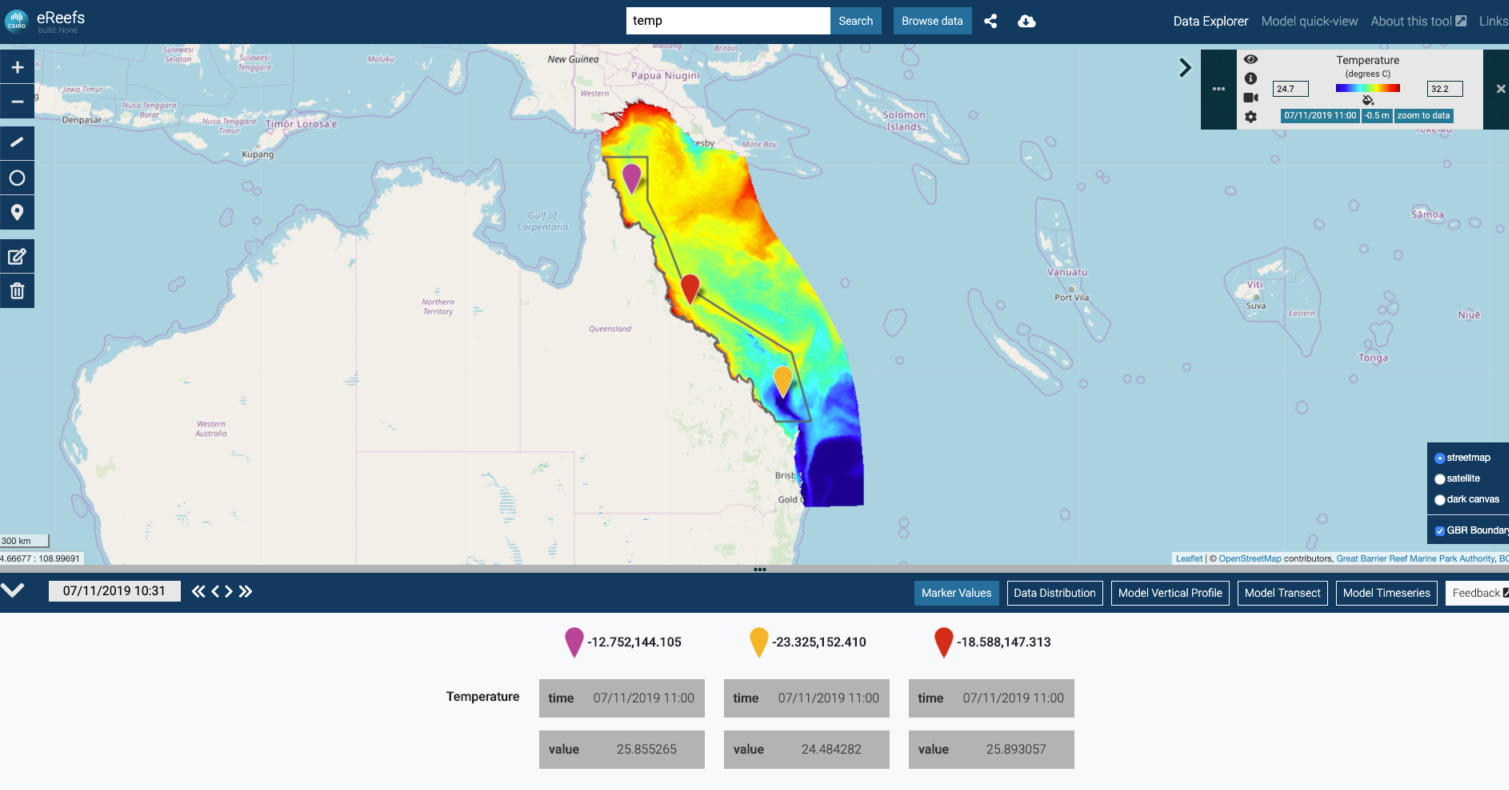 eReefs
build: None
CSIRO
temp
Search
Browse data
Data Explorer
Model quick-view
About this tool
Links
Temperature
(degrees C)
24.7
32.2
07/11/2019 11:00
-0.5 m
zoom to data
+
−
Sulawesi Selatan
Sulawesi Tenggara
Maluku
New Guinea
Madang
Britain
Papua Niugini
Western
Jawa Timur
Nusa Tenggara Barat
Denpasar
Nusa Tenggara Timur
Timór Lorosa'e
Kupang
resby
Milne Bay
Solomon Islands
Tokelau
Gulf of Carpentaria
Sāmoa
Vanuatu
Port Vila
Viti
Suva
Eastern
Niuē
Tonga
Northern Territory
Queensland
Western Australia
Brisb
Gold
streetmap
satellite
dark canvas
GBR Boundary
300 km
4.66677 : 108.99691
Leaflet | © OpenStreetMap contributors, Great Barrier Reef Marine Park Authority, BO
07/11/2019 10:31
Marker Values
Data Distribution
Model Vertical Profile
Model Transect
Model Timeseries
Feedback
-12.752,144.105
-23.325,152.410
-18.588,147.313
Temperature
time 07/11/2019 11:00
time 07/11/2019 11:00
time 07/11/2019 11:00
value 25.855265
value 24.484282
value 25.893057